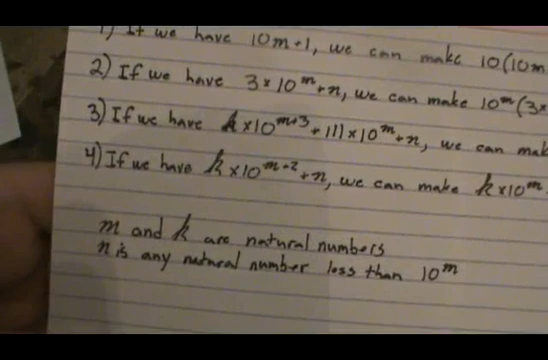 1) If we have 10m+1, we can make 10(10m
2) If we have 3×10^m+n, we can make 10^m(3×
3) If we have k×10^m+3+111×10^m+n, we can mak
4) If we have k×10^m+2+n, we can make k×10^m
m and k are natural numbers
n is any natural number less than 10^m